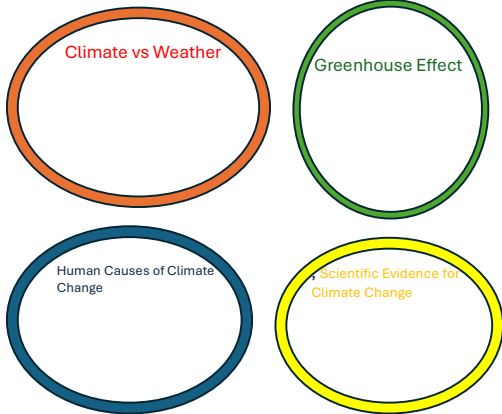 Climate vs Weather
Greenhouse Effect
Human Causes of Climate
Change
, Scientific Evidence for
Climate Change